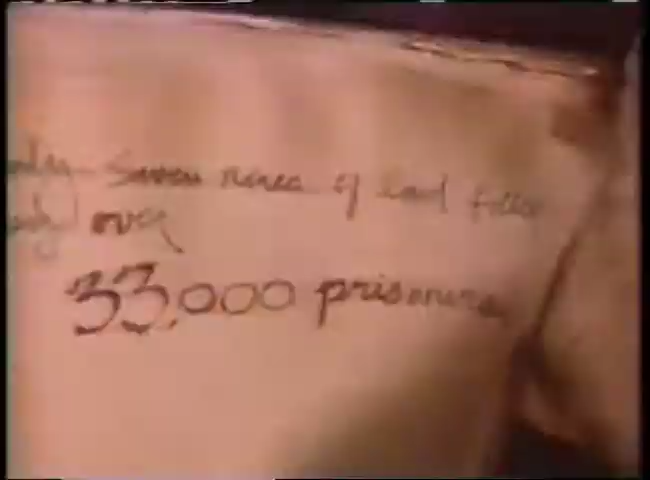 seven acres of land filled
over
33,000 prisoners